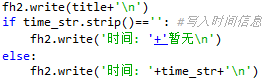 fh2.write(title+'\n')
if time_str.strip()=='': #写入时间信息
    fh2.write('时间: '+'暂无\n')
else:
    fh2.write('时间: '+time_str+'\n')